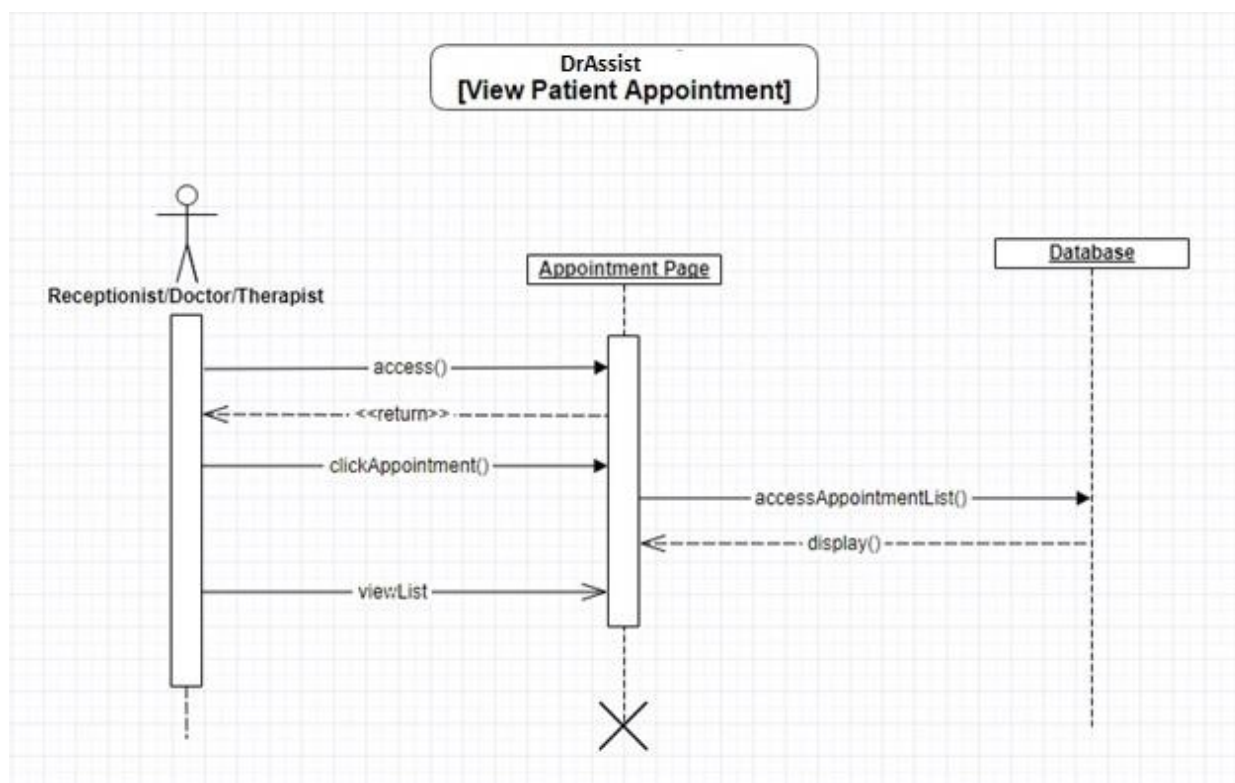 DrAssist
[View Patient Appointment]
Receptionist/Doctor/Therapist
Appointment Page
Database
access()
<<return>>
clickAppointment()
accessAppointmentList()
display()
viewList